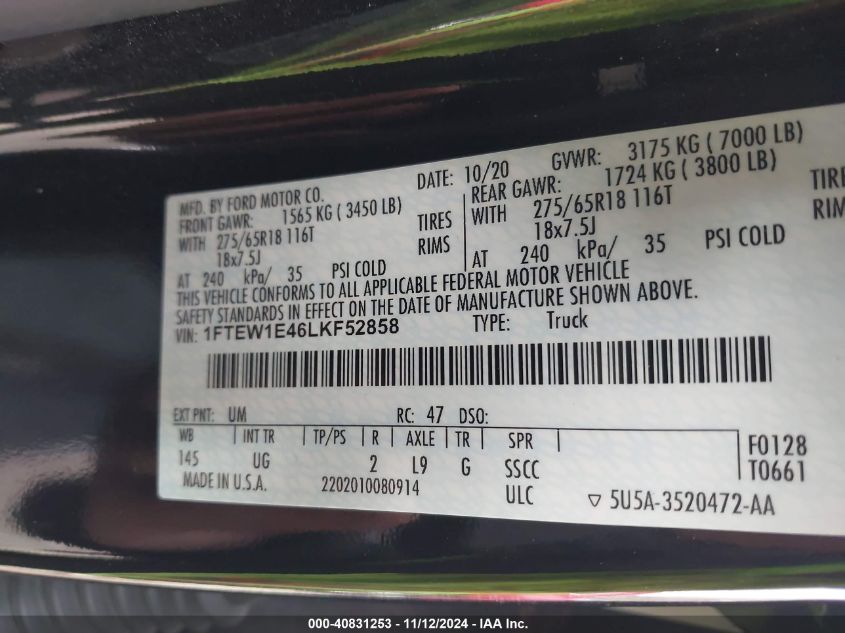 MFD. BY FORD MOTOR CO.
DATE: 10/20 GVWR: 3175 KG ( 7000 LB)
FRONT GAWR: 1565 KG ( 3450 LB)
REAR GAWR: 1724 KG ( 3800 LB)
WITH 275/65R18 116T TIRES
WITH 275/65R18 116T TIRE
18x7.5J RIMS
18x7.5J RIM
AT 240 kPa/ 35 PSI COLD
AT 240 kPa/ 35 PSI COLD
THIS VEHICLE CONFORMS TO ALL APPLICABLE FEDERAL MOTOR VEHICLE
SAFETY STANDARDS IN EFFECT ON THE DATE OF MANUFACTURE SHOWN ABOVE.
VIN: 1FTEW1E46LKF52858 TYPE: Truck
EXT PNT: UM RC: 47 DSO:
WB INT TR TP/PS R AXLE TR SPR
145 UG 2 L9 G SSCC
F0128
T0661
MADE IN U.S.A. 2202010080914 ULC
5U5A-3520472-AA
000-40831253 - 11/12/2024 - IAA Inc.